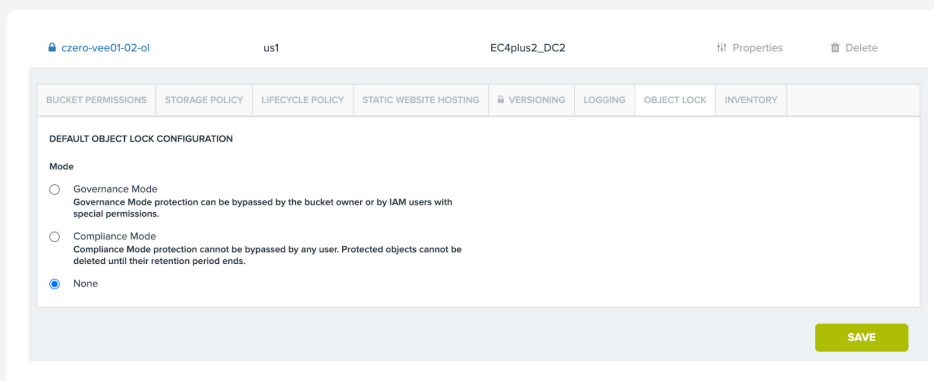 czero-vee01-02-ol us1 EC4plus2_DC2 Properties Delete
BUCKET PERMISSIONS STORAGE POLICY LIFECYCLE POLICY STATIC WEBSITE HOSTING VERSIONING LOGGING OBJECT LOCK INVENTORY
DEFAULT OBJECT LOCK CONFIGURATION
Mode
Governance Mode
Governance Mode protection can be bypassed by the bucket owner or by IAM users with
special permissions.
Compliance Mode
Compliance Mode protection cannot be bypassed by any user. Protected objects cannot be
deleted until their retention period ends.
None
SAVE